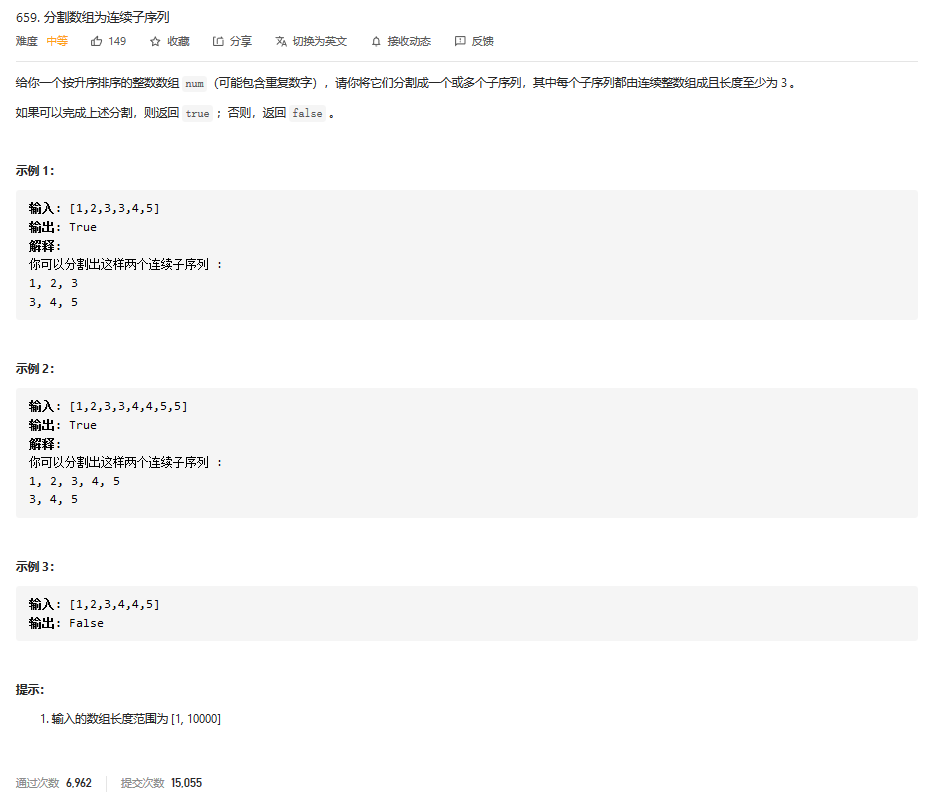 659. 分割数组为连续子序列
难度 中等 149 收藏 分享 切换为英文 接收动态 反馈
给你一个按升序排序的整数数组 num（可能包含重复数字），请你将它们分割成一个或多个子序列，其中每个子序列都由连续整数组成且长度至少为 3 。
如果可以完成上述分割，则返回 true ；否则，返回 false 。
示例 1：
输入: [1,2,3,3,4,5]
输出: True
解释:
你可以分割出这样两个连续子序列 :
1, 2, 3
3, 4, 5
示例 2：
输入: [1,2,3,3,4,4,5,5]
输出: True
解释:
你可以分割出这样两个连续子序列 :
1, 2, 3, 4, 5
3, 4, 5
示例 3：
输入: [1,2,3,4,4,5]
输出: False
提示：
1. 输入的数组长度范围为 [1, 10000]
通过次数 6,962 提交次数 15,055